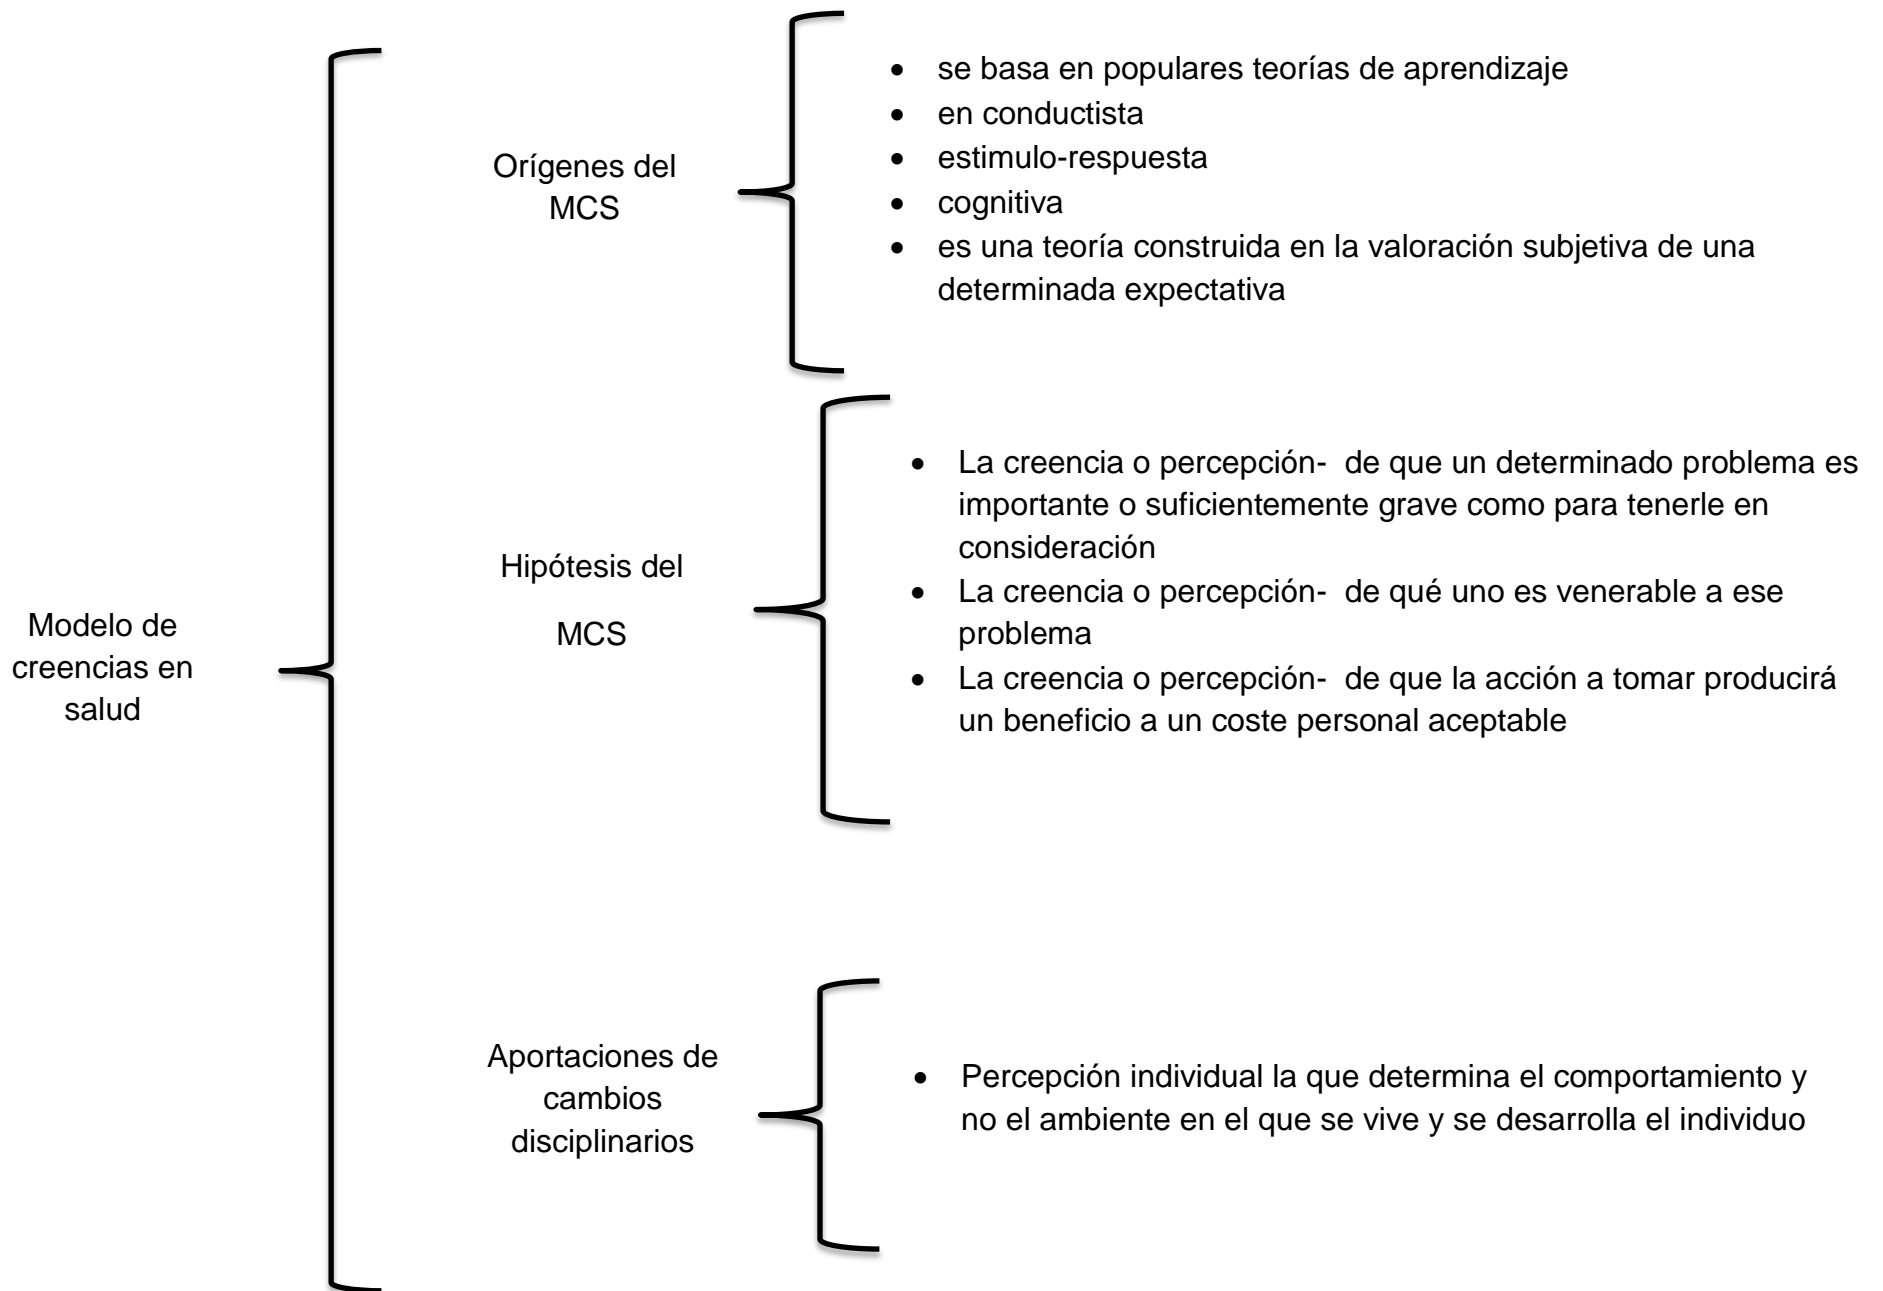 Modelo de
creencias en
salud
Orígenes del
MCS
• se basa en populares teorías de aprendizaje
• en conductista
• estimulo-respuesta
• cognitiva
• es una teoría construida en la valoración subjetiva de una
determinada expectativa
Hipótesis del
MCS
• La creencia o percepción-  de que un determinado problema es
importante o suficientemente grave como para tenerle en
consideración
• La creencia o percepción-  de qué uno es venerable a ese
problema
• La creencia o percepción-  de que la acción a tomar producirá
un beneficio a un coste personal aceptable
Aportaciones de
cambios
disciplinarios
• Percepción individual la que determina el comportamiento y
no el ambiente en el que se vive y se desarrolla el individuo